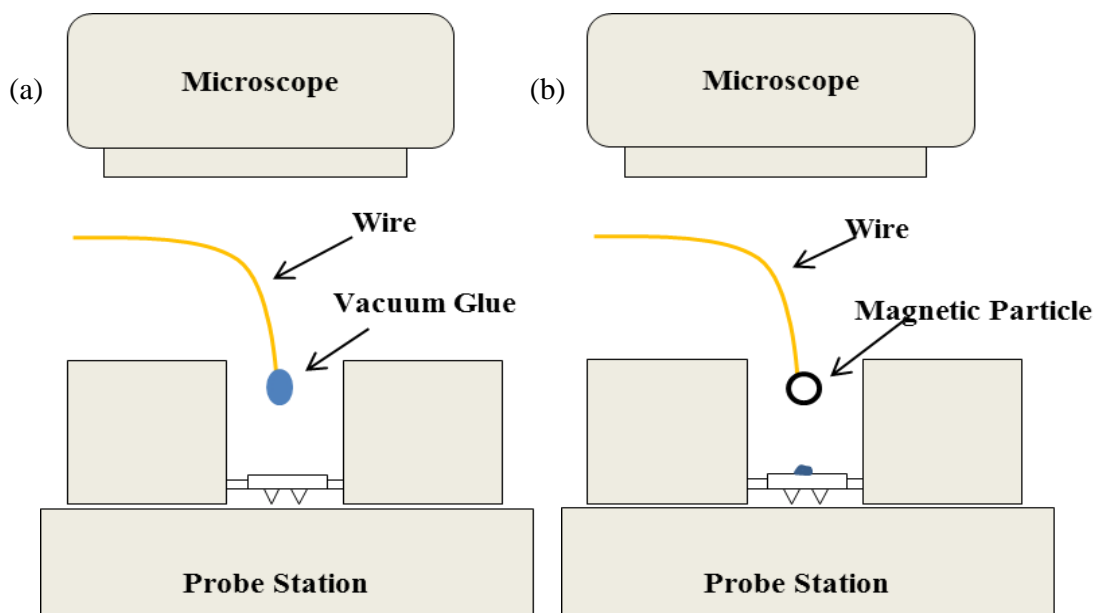 (a)
Microscope
Wire
Vacuum Glue
Probe Station
(b)
Microscope
Wire
Magnetic Particle
Probe Station